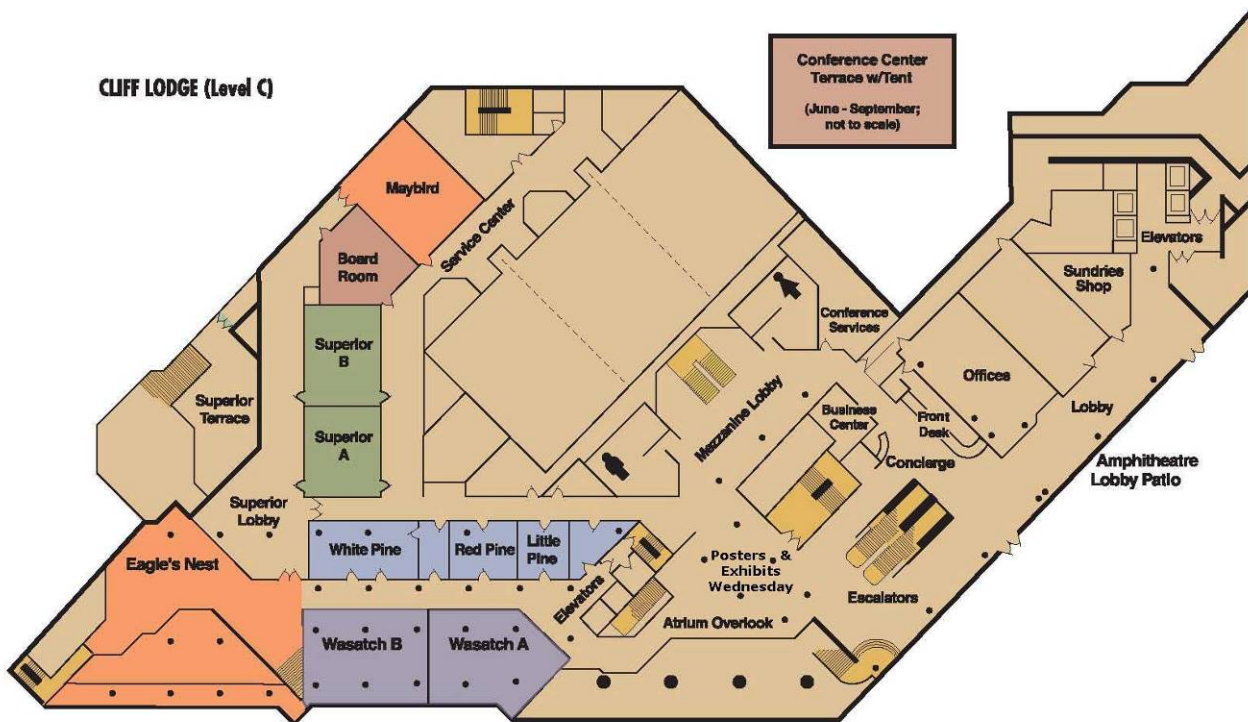 CLIFF LODGE (Level C)
Conference Center
Terrace w/Tent
(June - September;
not to scale)
Maybird
Service Center
Board
Room
Elevators
Sundries
Shop
Conference
Services
Superior
B
Offices
Superior
Terrace
Mezzanine Lobby
Business
Center
Front
Desk
Lobby
Superior
A
Concierge
Amphitheatre
Lobby Patio
Superior
Lobby
White Pine
Red Pine
Little
Pine
Eagle's Nest
Posters &
Exhibits
Wednesday
Elevators
Escalators
Atrium Overlook
Wasatch B
Wasatch A